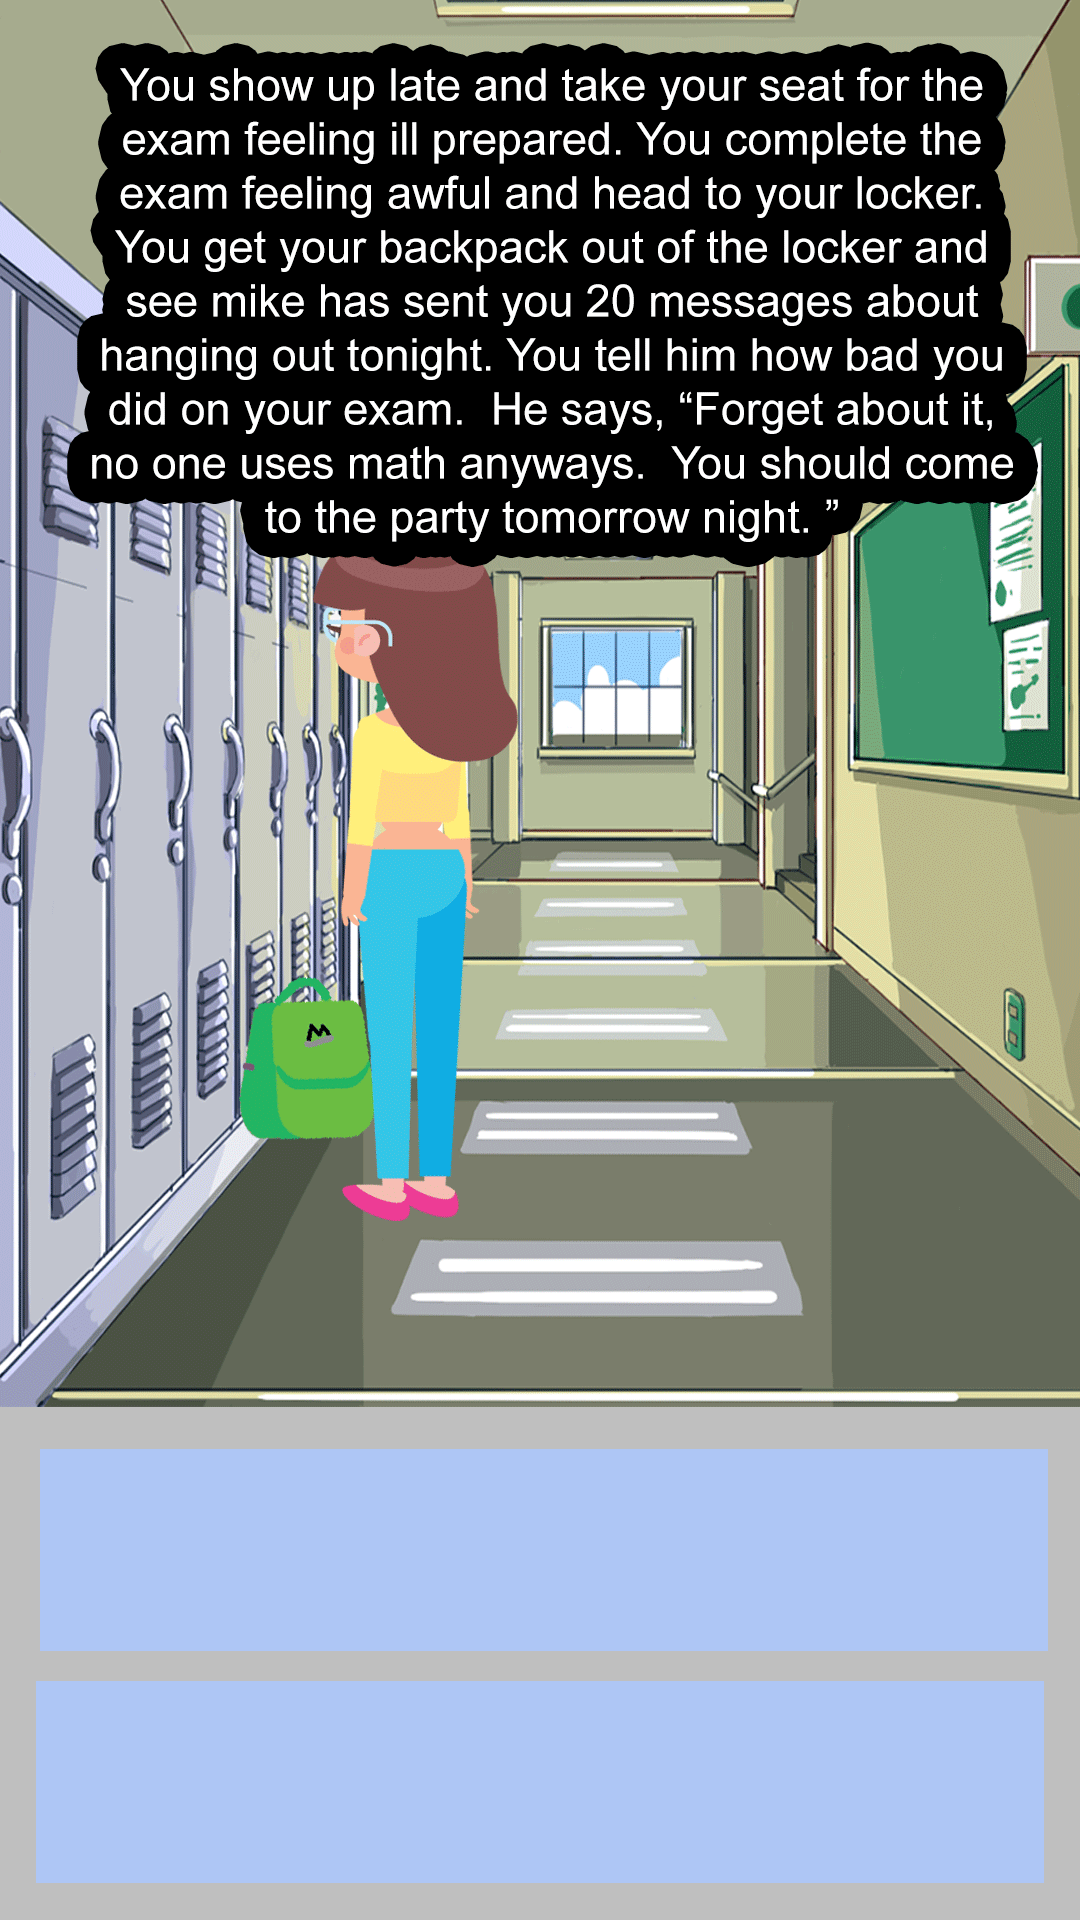 You show up late and take your seat for the
exam feeling ill prepared. You complete the
exam feeling awful and head to your locker.
You get your backpack out of the locker and
see mike has sent you 20 messages about
hanging out tonight. You tell him how bad you
did on your exam.  He says, “Forget about it,
no one uses math anyways.  You should come
to the party tomorrow night. ”
M